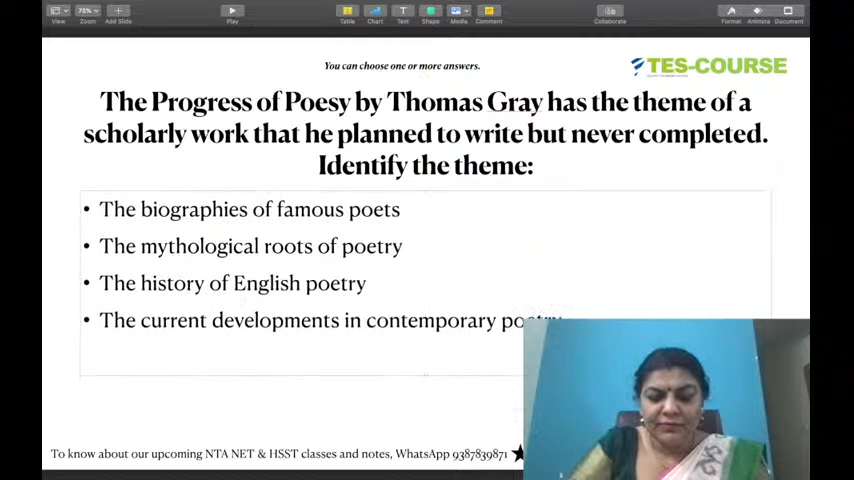 View
75%
Zoom
Add Slide
Play
Table
Chart
Text
Shape
Media
Comment
Collaborate
Format
Animate
Document
You can choose one or more answers.
TES-COURSE
The Progress of Poesy by Thomas Gray has the theme of a
scholarly work that he planned to write but never completed.
Identify the theme:
• The biographies of famous poets
• The mythological roots of poetry
• The history of English poetry
• The current developments in contemporary poetry
To know about our upcoming NTA NET & HSST classes and notes, WhatsApp 9387839871